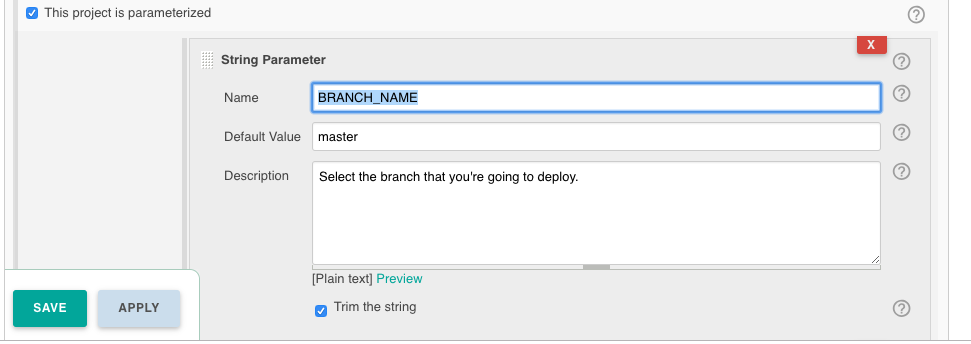 This project is parameterized
X
String Parameter
Name BRANCH_NAME
Default Value master
Description Select the branch that you're going to deploy.
[Plain text] Preview
Trim the string
SAVE APPLY